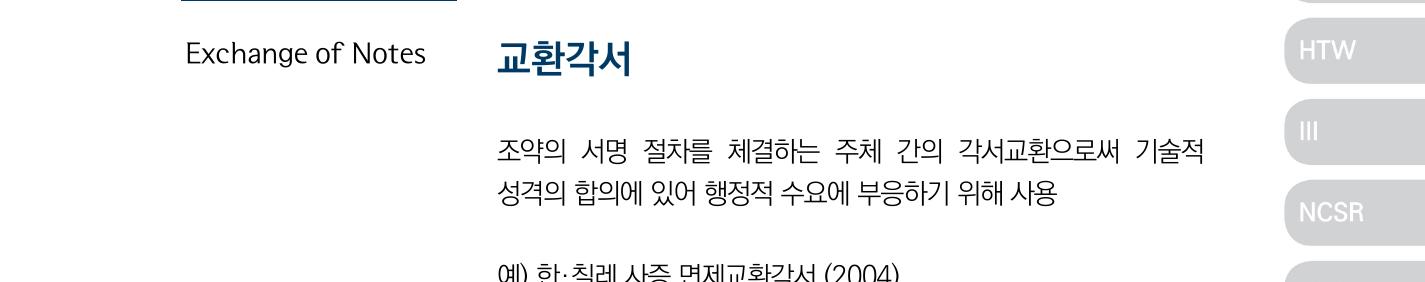 Exchange of Notes
교환각서
조약의 서명 절차를 체결하는 주체 간의 각서교환으로써 기술적
성격의 합의에 있어 행정적 수요에 부응하기 위해 사용
예) 한·칠레 사증 면제교환각서 (2004)
HTW
III
NCSR